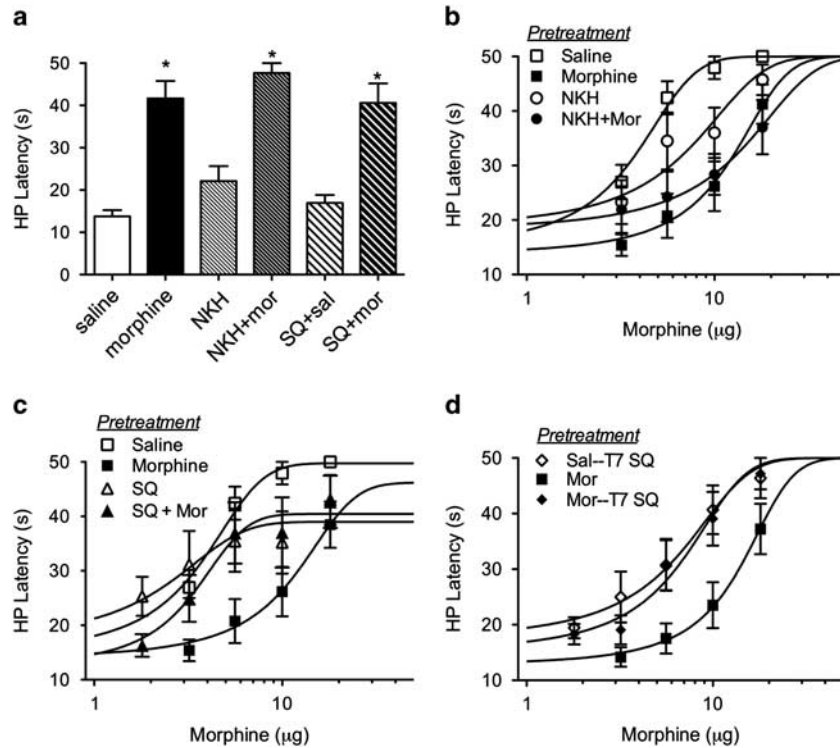 a
HP Latency (s)
60
50
40
30
20
10
0
*
*
*
saline
morphine
NKH
NKH+mor
SQ+sal
SQ+mor
b
Pretreatment
Saline
Morphine
NKH
NKH+Mor
HP Latency (s)
50
40
30
20
10
1
10
Morphine (μg)
c
Pretreatment
Saline
Morphine
SQ
SQ + Mor
HP Latency (s)
50
40
30
20
10
1
10
Morphine (μg)
d
Pretreatment
Sal--T7 SQ
Mor
Mor--T7 SQ
HP Latency (s)
50
40
30
20
10
1
10
Morphine (μg)